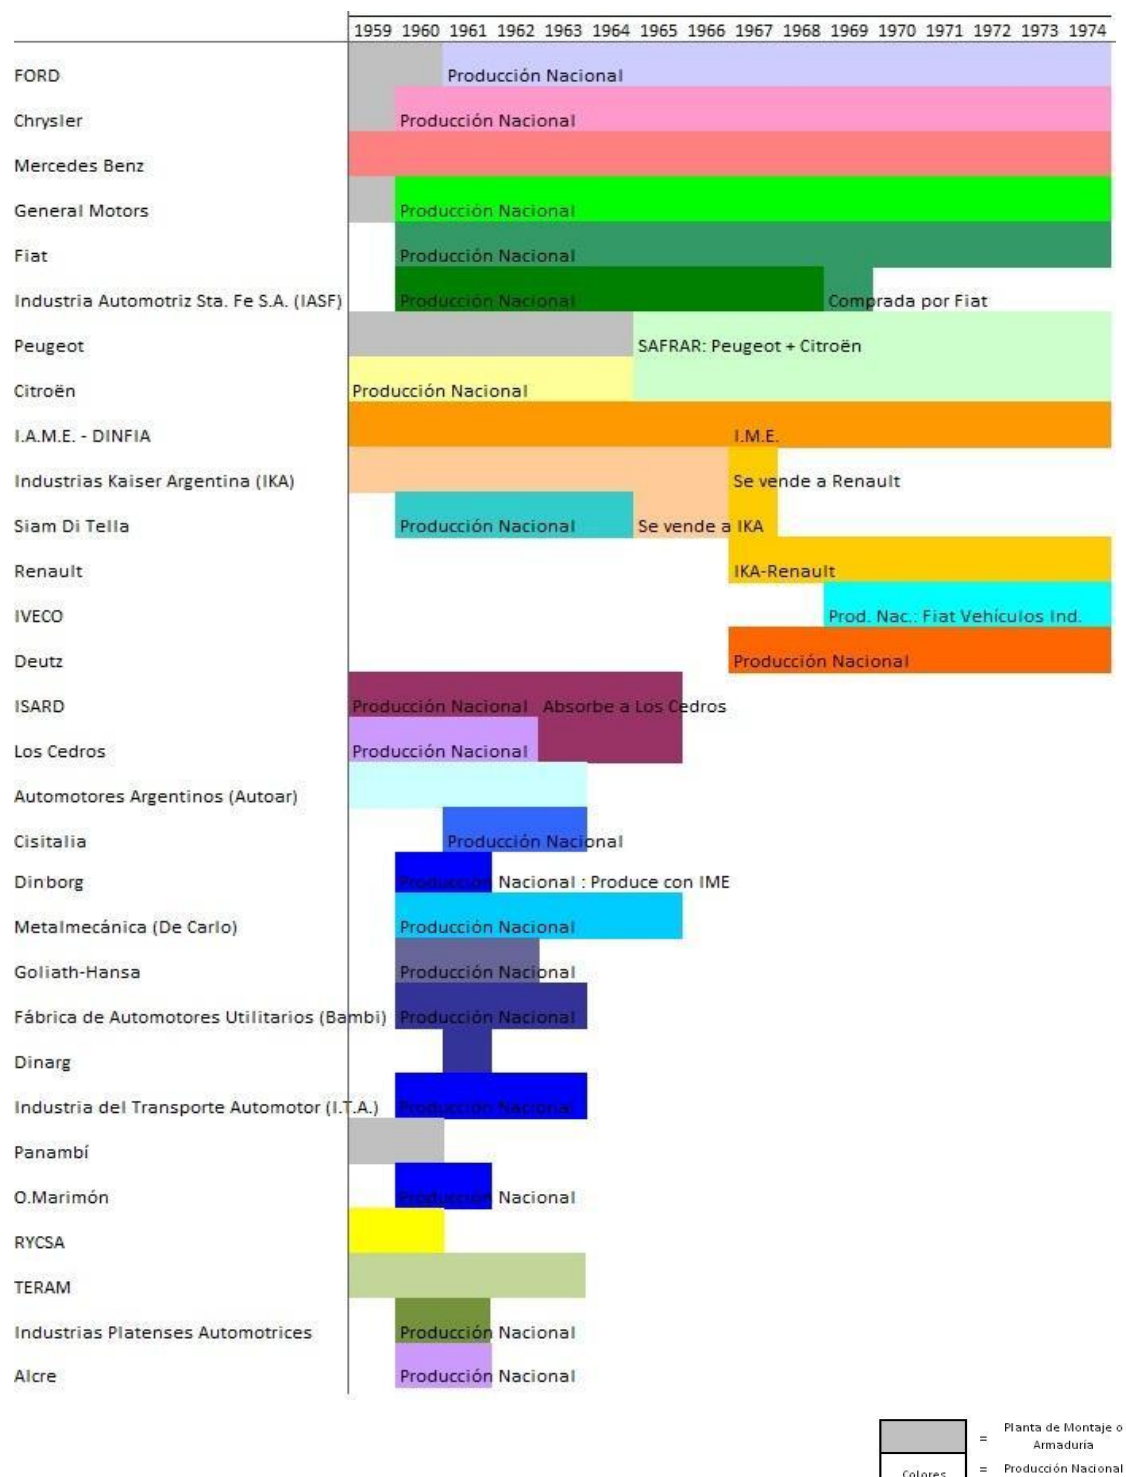 1959 1960 1961 1962 1963 1964 1965 1966 1967 1968 1969 1970 1971 1972 1973 1974
FORD Producción Nacional
Chrysler Producción Nacional
Mercedes Benz
General Motors Producción Nacional
Fiat Producción Nacional
Industria Automotriz Sta. Fe S.A. (IASF) Producción Nacional Comprada por Fiat
Peugeot SAFRAR: Peugeot + Citroën
Citroën Producción Nacional
I.A.M.E. - DINFIA I.M.E.
Industrias Kaiser Argentina (IKA) Se vende a Renault
Siam Di Tella Producción Nacional Se vende a IKA
Renault IKA-Renault
IVECO Prod. Nac.: Fiat Vehículos Ind.
Deutz Producción Nacional
ISARD Producción Nacional Absorbe a Los Cedros
Los Cedros Producción Nacional
Automotores Argentinos (Autoar)
Cisitalia Producción Nacional
Dinborg Producción Nacional : Produce con IME
Metalmecánica (De Carlo) Producción Nacional
Goliath-Hansa Producción Nacional
Fábrica de Automotores Utilitarios (Bambi) Producción Nacional
Dinarg
Industria del Transporte Automotor (I.T.A.) Producción Nacional
Panambí
O.Marimón Producción Nacional
RYCSA
TERAM
Industrias Platenses Automotrices Producción Nacional
Alcre Producción Nacional
= Planta de Montaje o
Armaduría
Colores = Producción Nacional